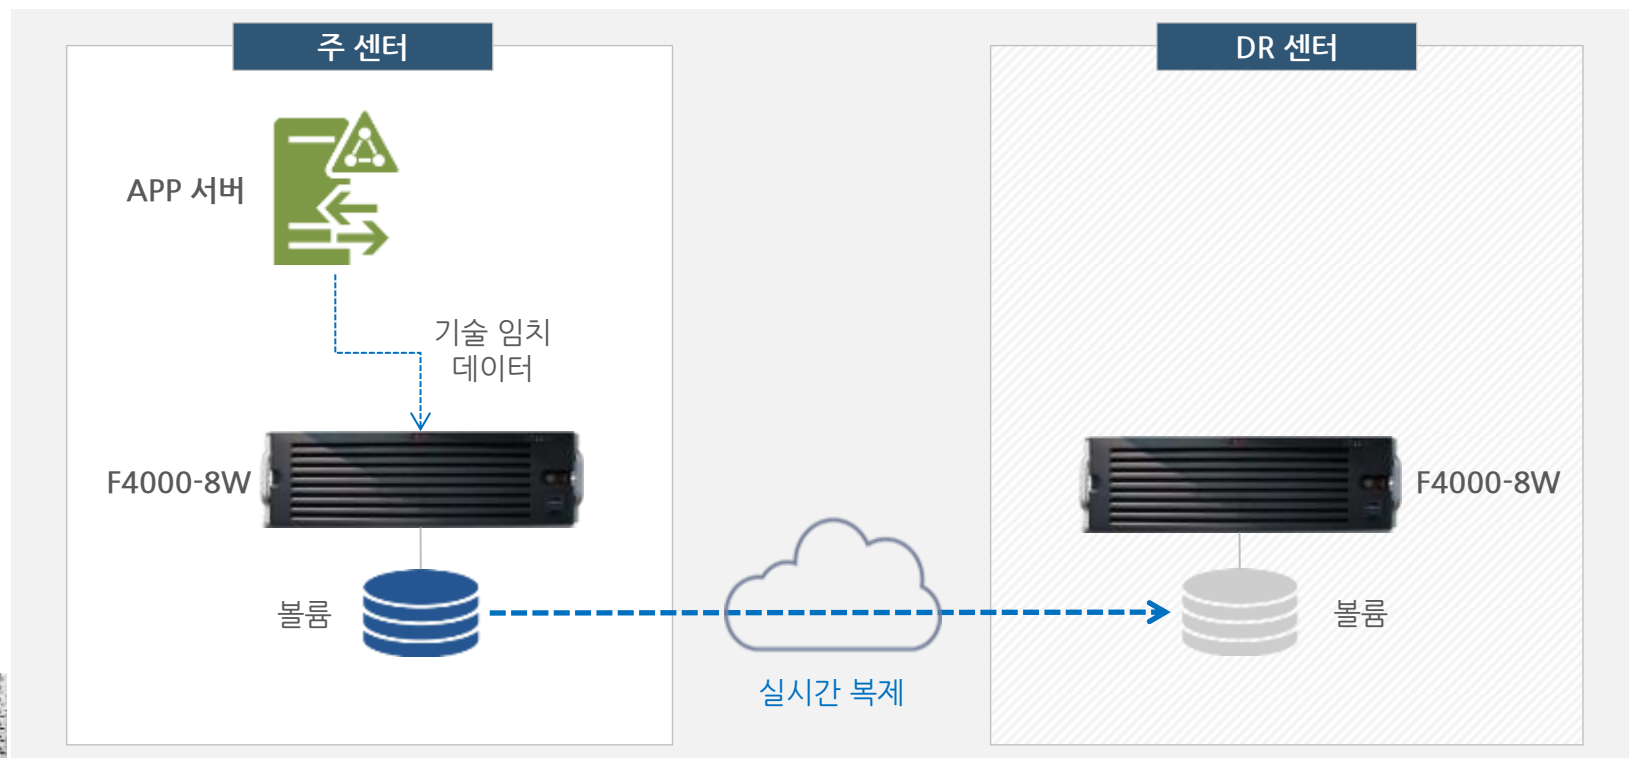 주 센터
DR 센터
APP 서버
기술 임치
데이터
F4000-8W
F4000-8W
볼륨
볼륨
실시간 복제